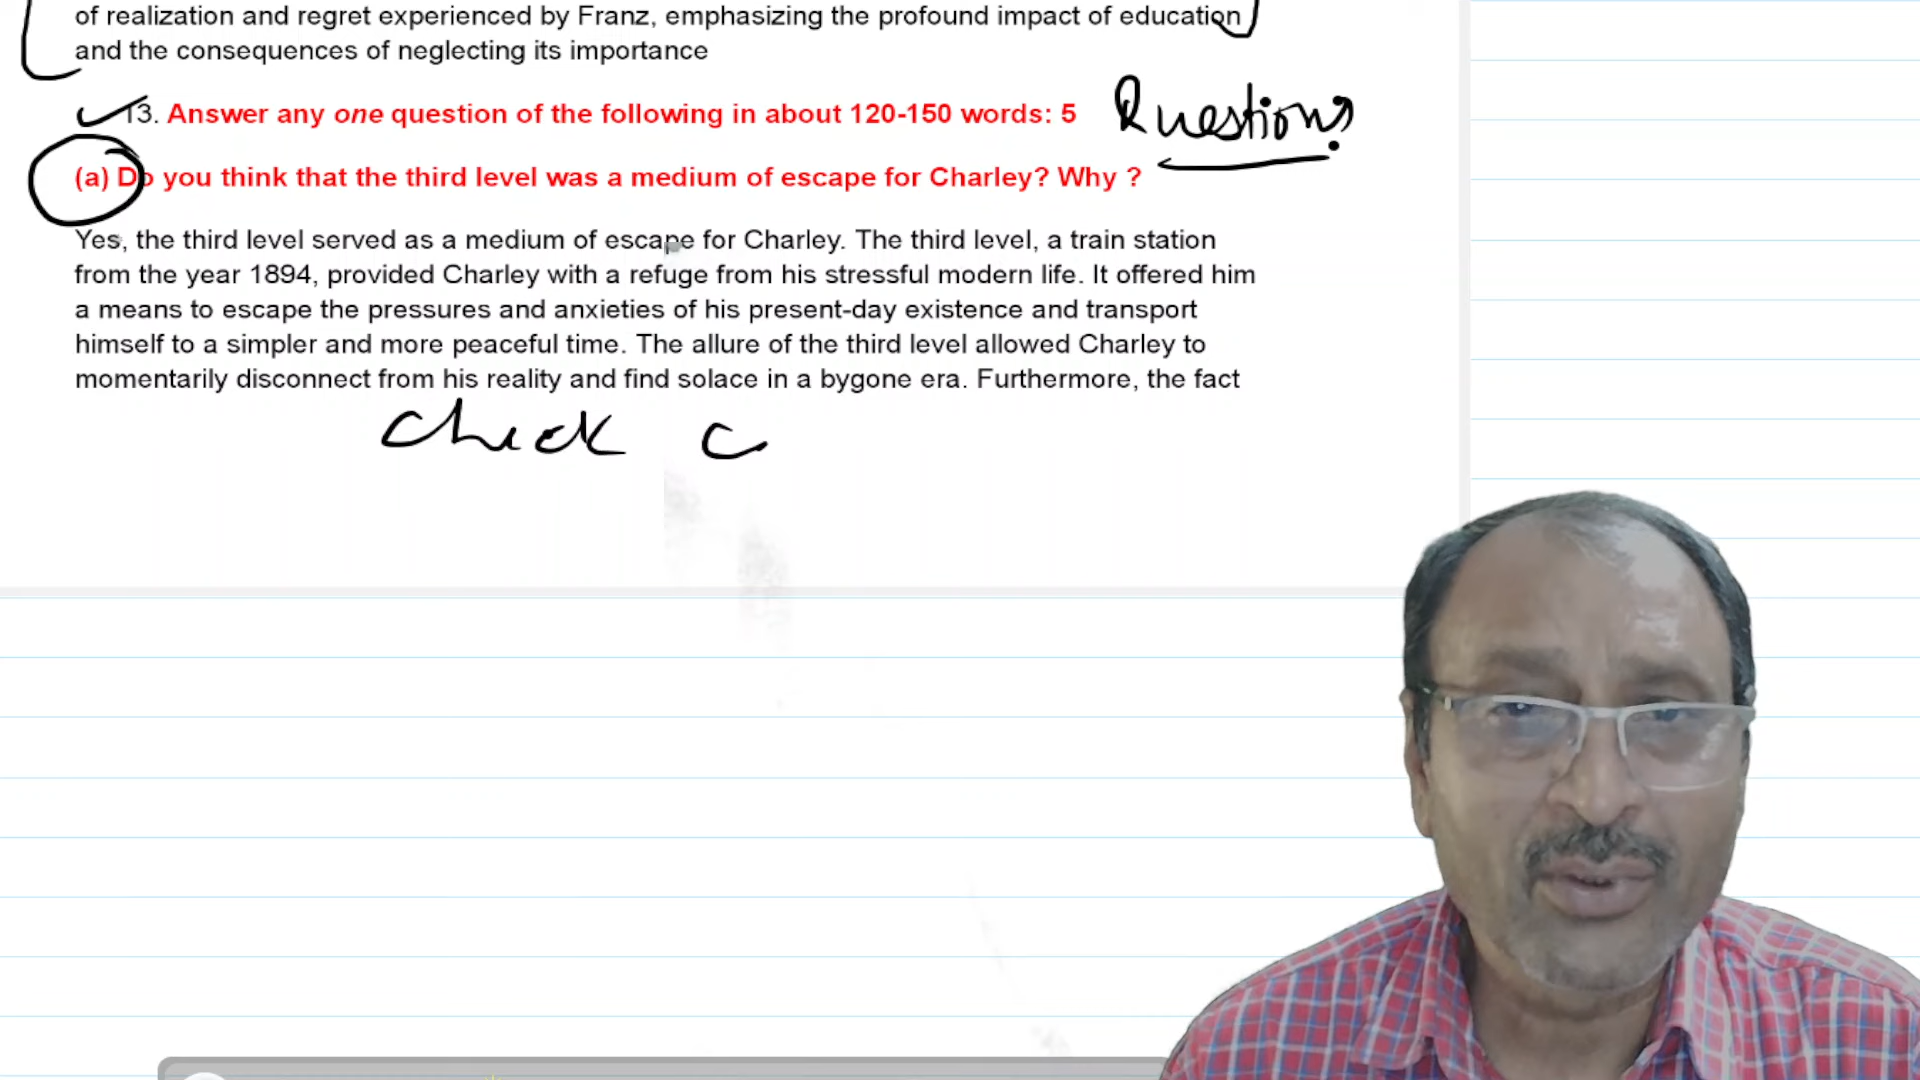 of realization and regret experienced by Franz, emphasizing the profound impact of education
and the consequences of neglecting its importance
13. Answer any one question of the following in about 120-150 words: 5 Questions
(a) Do you think that the third level was a medium of escape for Charley? Why ?
Yes, the third level served as a medium of escape for Charley. The third level, a train station
from the year 1894, provided Charley with a refuge from his stressful modern life. It offered him
a means to escape the pressures and anxieties of his present-day existence and transport
himself to a simpler and more peaceful time. The allure of the third level allowed Charley to
momentarily disconnect from his reality and find solace in a bygone era. Furthermore, the fact
check c